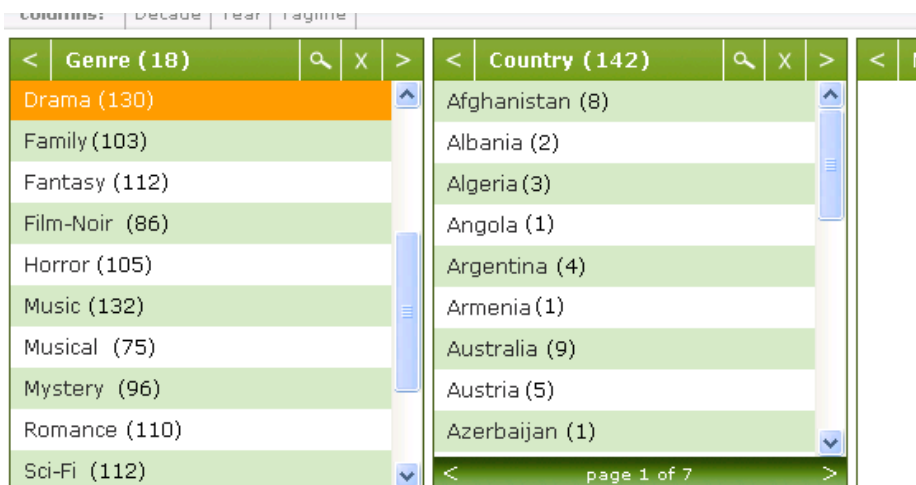 columns: Decade Year Tagline
< Genre (18) X >
Drama (130)
Family (103)
Fantasy (112)
Film-Noir (86)
Horror (105)
Music (132)
Musical (75)
Mystery (96)
Romance (110)
Sci-Fi (112)
< Country (142) X >
Afghanistan (8)
Albania (2)
Algeria (3)
Angola (1)
Argentina (4)
Armenia (1)
Australia (9)
Austria (5)
Azerbaijan (1)
< page 1 of 7 >
<